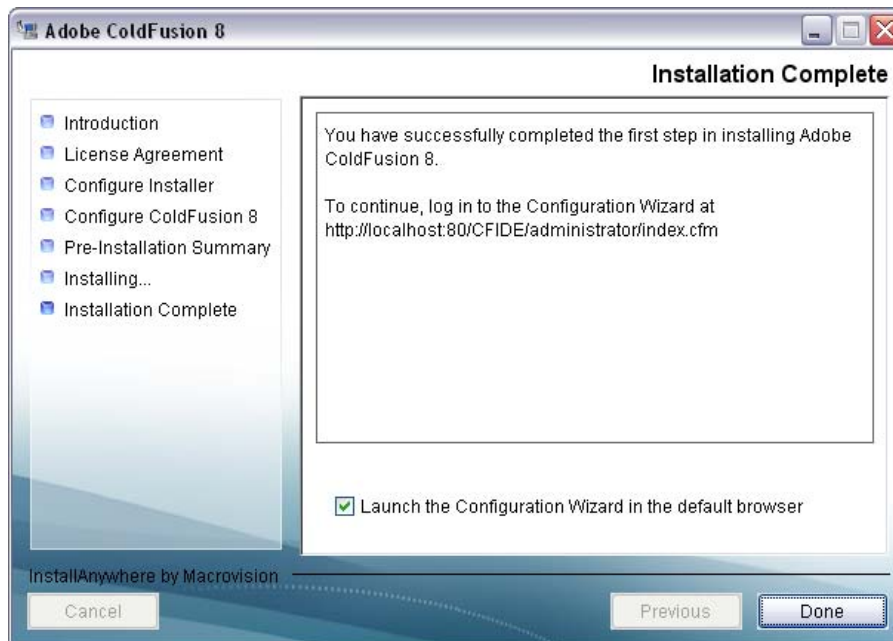 Adobe ColdFusion 8
Installation Complete
Introduction
License Agreement
Configure Installer
Configure ColdFusion 8
Pre-Installation Summary
Installing...
Installation Complete
You have successfully completed the first step in installing Adobe
ColdFusion 8.
To continue, log in to the Configuration Wizard at
http://localhost:80/CFIDE/administrator/index.cfm
Launch the Configuration Wizard in the default browser
InstallAnywhere by Macrovision
Cancel
Previous
Done